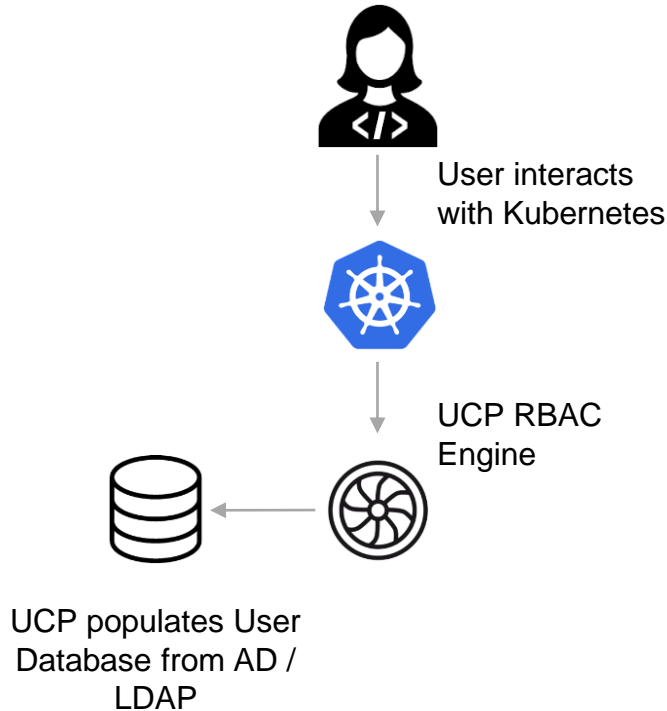 </>
User interacts
with Kubernetes
UCP RBAC
Engine
UCP populates User
Database from AD /
LDAP